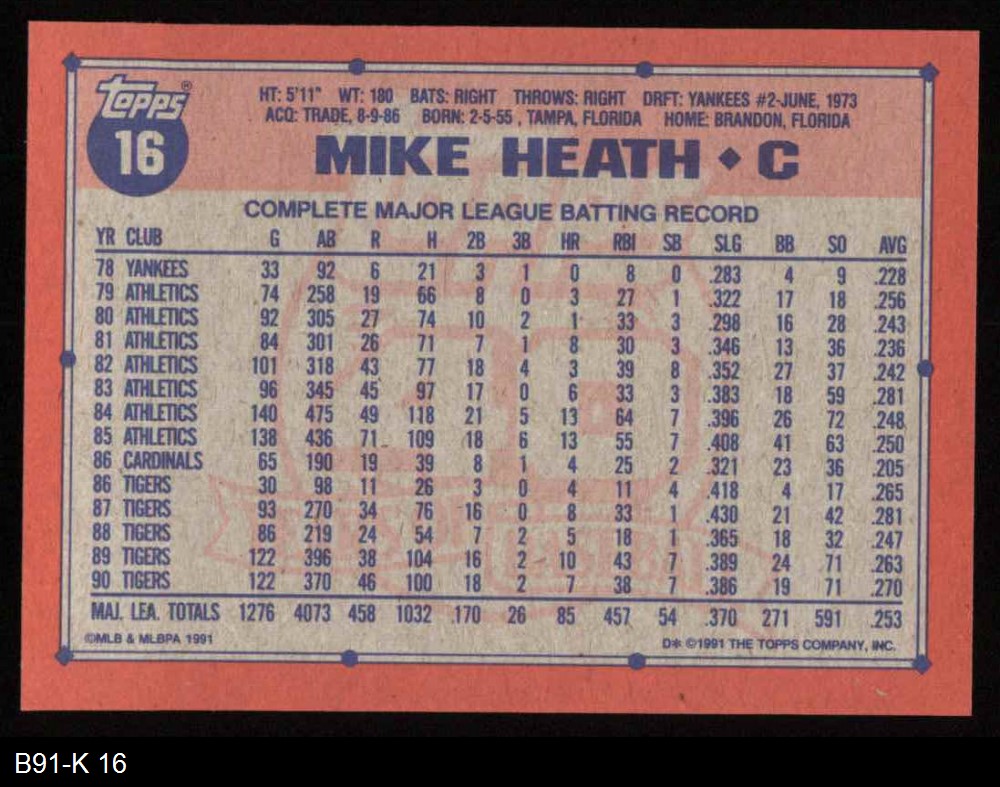 Topps®
16
HT: 5'11" WT: 180 BATS: RIGHT THROWS: RIGHT DRFT: YANKEES #2-JUNE, 1973
ACQ: TRADE, 8-9-86 BORN: 2-5-55 , TAMPA, FLORIDA HOME: BRANDON, FLORIDA
MIKE HEATH ◆ C
COMPLETE MAJOR LEAGUE BATTING RECORD
YR CLUB G AB R H 2B 3B HR RBI SB SLG BB SO AVG
78 YANKEES 33 92 6 21 3 1 0 8 0 .283 4 9 .228
79 ATHLETICS 74 258 19 66 8 0 3 27 1 .322 17 18 .256
80 ATHLETICS 92 305 27 74 10 2 1 33 3 .298 16 28 .243
81 ATHLETICS 84 301 26 71 7 1 8 30 3 .346 13 36 .236
82 ATHLETICS 101 318 43 77 18 4 3 39 8 .352 27 37 .242
83 ATHLETICS 96 345 45 97 17 0 6 33 3 .383 18 59 .281
84 ATHLETICS 140 475 49 118 21 5 13 64 7 .396 26 72 .248
85 ATHLETICS 138 436 71 109 18 6 13 55 7 .408 41 63 .250
86 CARDINALS 65 190 19 39 8 1 4 25 2 .321 23 36 .205
86 TIGERS 30 98 11 26 3 0 4 11 4 .418 4 17 .265
87 TIGERS 93 270 34 76 16 0 8 33 1 .430 21 42 .281
88 TIGERS 86 219 24 54 7 2 5 18 1 .365 18 32 .247
89 TIGERS 122 396 38 104 16 2 10 43 7 .389 24 71 .263
90 TIGERS 122 370 46 100 18 2 7 38 7 .386 19 71 .270
MAJ. LEA. TOTALS 1276 4073 458 1032 170 26 85 457 54 .370 271 591 .253
©MLB & MLBPA 1991 D* ©1991 THE TOPPS COMPANY, INC.
B91-K 16